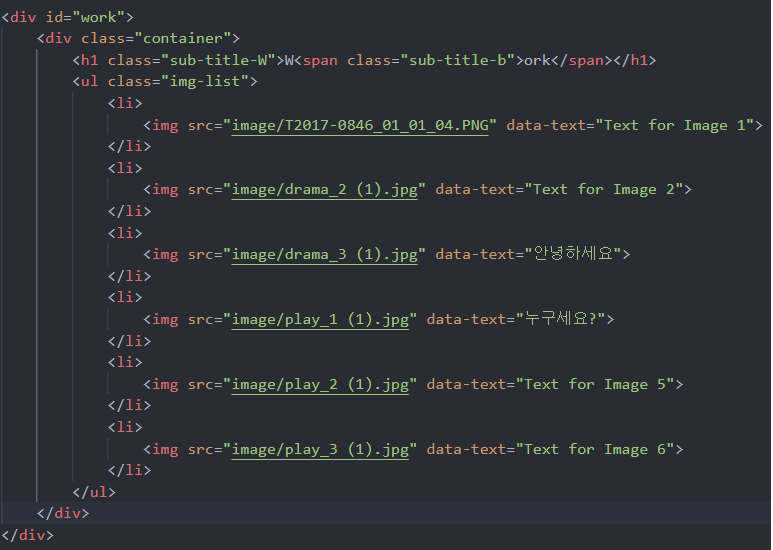 <div id="work">
<div class="container">
<h1 class="sub-title-W">W<span class="sub-title-b">ork</span></h1>
<ul class="img-list">
<li>
<img src="image/T2017-0846_01_01_04.PNG" data-text="Text for Image 1">
</li>
<li>
<img src="image/drama_2 (1).jpg" data-text="Text for Image 2">
</li>
<li>
<img src="image/drama_3 (1).jpg" data-text="안녕하세요">
</li>
<li>
<img src="image/play_1 (1).jpg" data-text="누구세요?">
</li>
<li>
<img src="image/play_2 (1).jpg" data-text="Text for Image 5">
</li>
<li>
<img src="image/play_3 (1).jpg" data-text="Text for Image 6">
</li>
</ul>
</div>
</div>